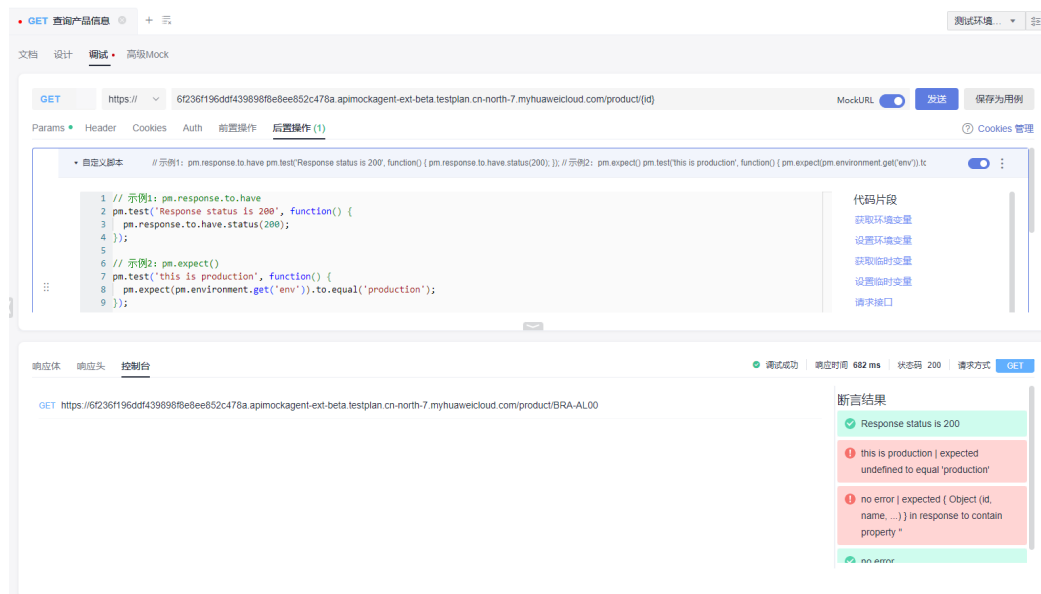 GET 查询产品信息
测试环境...
文档 设计 调试 高级Mock
GET https:// 6f236f196ddf439898f8e8ee852c478a.apimockagent-ext-beta.testplan.cn-north-7.myhuaweicloud.com/product/{id} MockURL 发送 保存为用例
Params Header Cookies Auth 前置操作 后置操作 (1) Cookies 管理
自定义脚本 // 示例1：pm.response.to.have pm.test('Response status is 200', function() { pm.response.to.have.status(200); }); // 示例2：pm.expect() pm.test('this is production', function() { pm.expect(pm.environment.get('env')).tc
1 // 示例1: pm.response.to.have
2 pm.test('Response status is 200', function() {
3 pm.response.to.have.status(200);
4 });
5
6 // 示例2: pm.expect()
7 pm.test('this is production', function() {
8 pm.expect(pm.environment.get('env')).to.equal('production');
9 });
代码片段
获取环境变量
设置环境变量
获取临时变量
设置临时变量
请求接口
响应体 响应头 控制台 调试成功 响应时间 682 ms 状态码 200 请求方式 GET
GET https://6f236f196ddf439898f8e8ee852c478a.apimockagent-ext-beta.testplan.cn-north-7.myhuaweicloud.com/product/BRA-AL00
断言结果
Response status is 200
this is production | expected
undefined to equal 'production'
no error | expected { Object (id,
name, ...) } in response to contain
property ''
no error